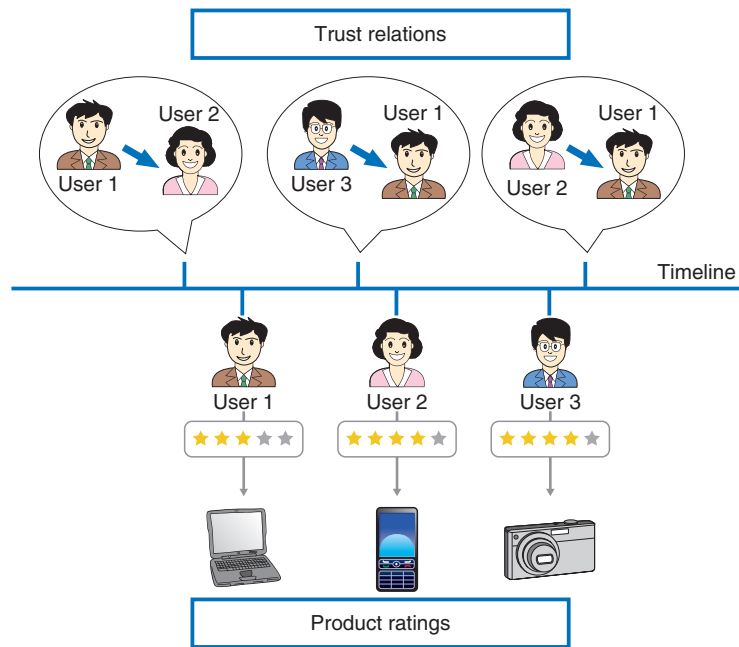 Trust relations
User 2
User 1
User 1
User 3
User 1
User 2
Timeline
User 1
User 2
User 3
Product ratings